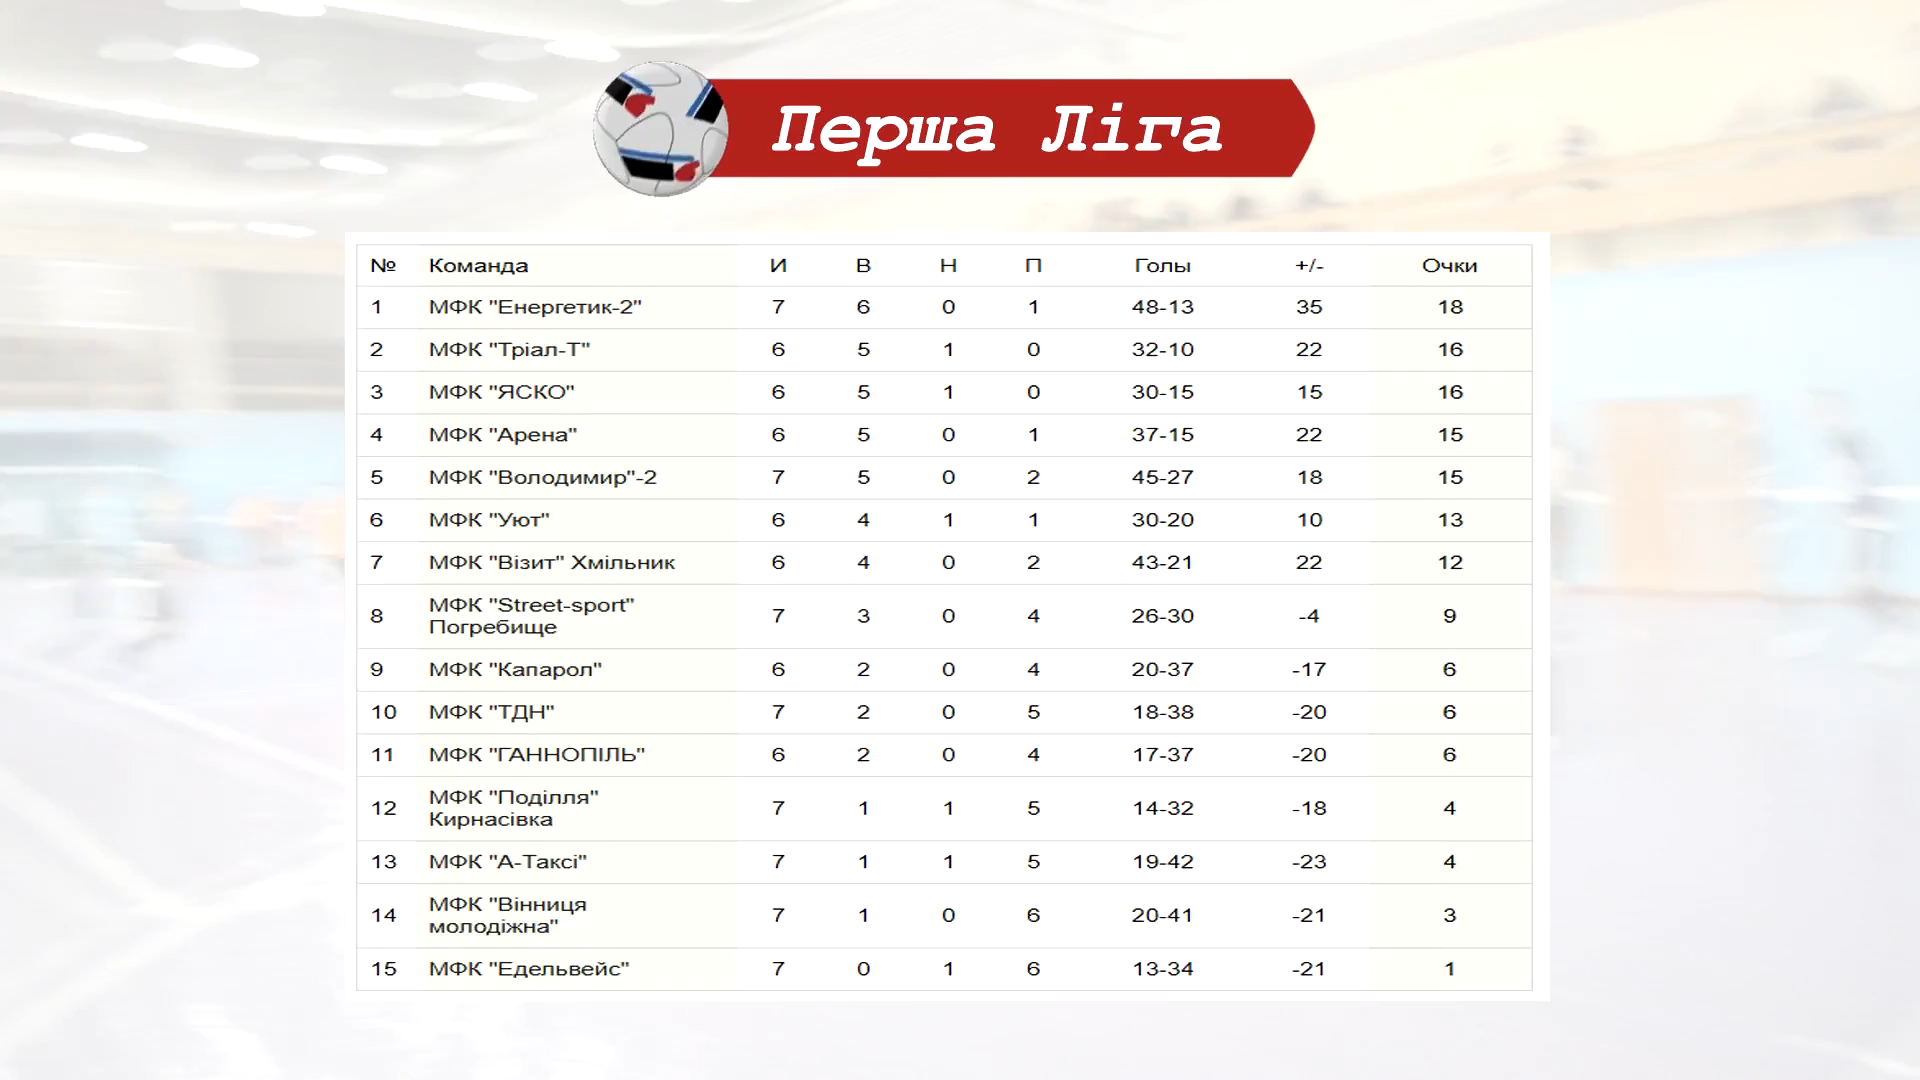 Перша Ліга
№ Команда И В Н П Голы +/- Очки
1 МФК "Енергетик-2" 7 6 0 1 48-13 35 18
2 МФК "Тріал-Т" 6 5 1 0 32-10 22 16
3 МФК "ЯСКО" 6 5 1 0 30-15 15 16
4 МФК "Арена" 6 5 0 1 37-15 22 15
5 МФК "Володимир"-2 7 5 0 2 45-27 18 15
6 МФК "Уют" 6 4 1 1 30-20 10 13
7 МФК "Візит" Хмільник 6 4 0 2 43-21 22 12
8 МФК "Street-sport" Погребище 7 3 0 4 26-30 -4 9
9 МФК "Капарол" 6 2 0 4 20-37 -17 6
10 МФК "ТДН" 7 2 0 5 18-38 -20 6
11 МФК "ГАННОПІЛЬ" 6 2 0 4 17-37 -20 6
12 МФК "Поділля" Кирнасівка 7 1 1 5 14-32 -18 4
13 МФК "А-Таксі" 7 1 1 5 19-42 -23 4
14 МФК "Вінниця молодіжна" 7 1 0 6 20-41 -21 3
15 МФК "Едельвейс" 7 0 1 6 13-34 -21 1